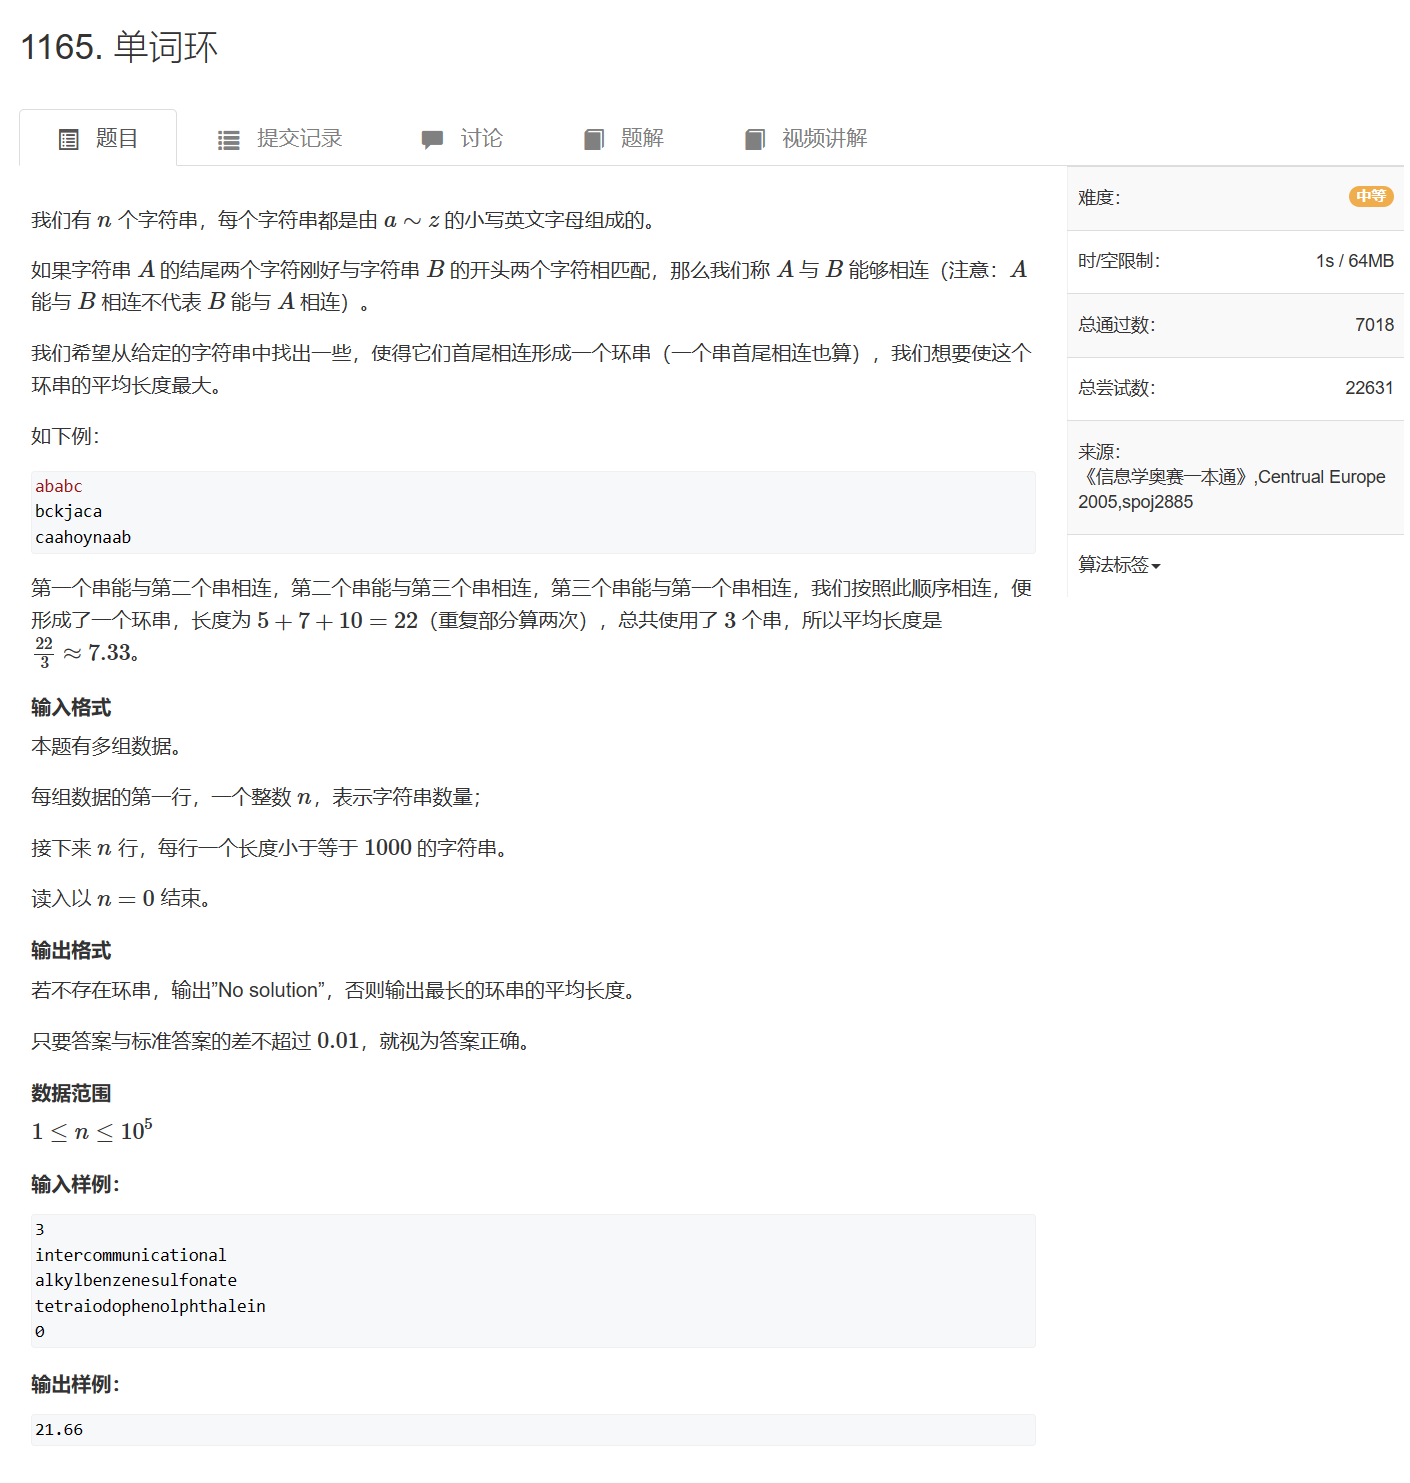 1165. 单词环
题目 提交记录 讨论 题解 视频讲解
我们有 n 个字符串，每个字符串都是由 a ∼ z 的小写英文字母组成的。
如果字符串 A 的结尾两个字符刚好与字符串 B 的开头两个字符相匹配，那么我们称 A 与 B 能够相连（注意：A
能与 B 相连不代表 B 能与 A 相连）。
我们希望从给定的字符串中找出一些，使得它们首尾相连形成一个环串（一个串首尾相连也算），我们想要使这个
环串的平均长度最大。
如下例：
ababc
bckjaca
caahoynaab
第一个串能与第二个串相连，第二个串能与第三个串相连，第三个串能与第一个串相连，我们按照此顺序相连，便
形成了一个环串，长度为 5 + 7 + 10 = 22（重复部分算两次），总共使用了 3 个串，所以平均长度是
22/3 ≈ 7.33。
输入格式
本题有多组数据。
每组数据的第一行，一个整数 n，表示字符串数量；
接下来 n 行，每行一个长度小于等于 1000 的字符串。
读入以 n = 0 结束。
输出格式
若不存在环串，输出”No solution”，否则输出最长的环串的平均长度。
只要答案与标准答案的差不超过 0.01，就视为答案正确。
数据范围
1 ≤ n ≤ 10⁵
输入样例：
3
intercommunicational
alkylbenzenesulfonate
tetraiodophenolphthalein
0
输出样例：
21.66
难度： 中等
时/空限制： 1s / 64MB
总通过数： 7018
总尝试数： 22631
来源：
《信息学奥赛一本通》,Centrual Europe
2005,spoj2885
算法标签